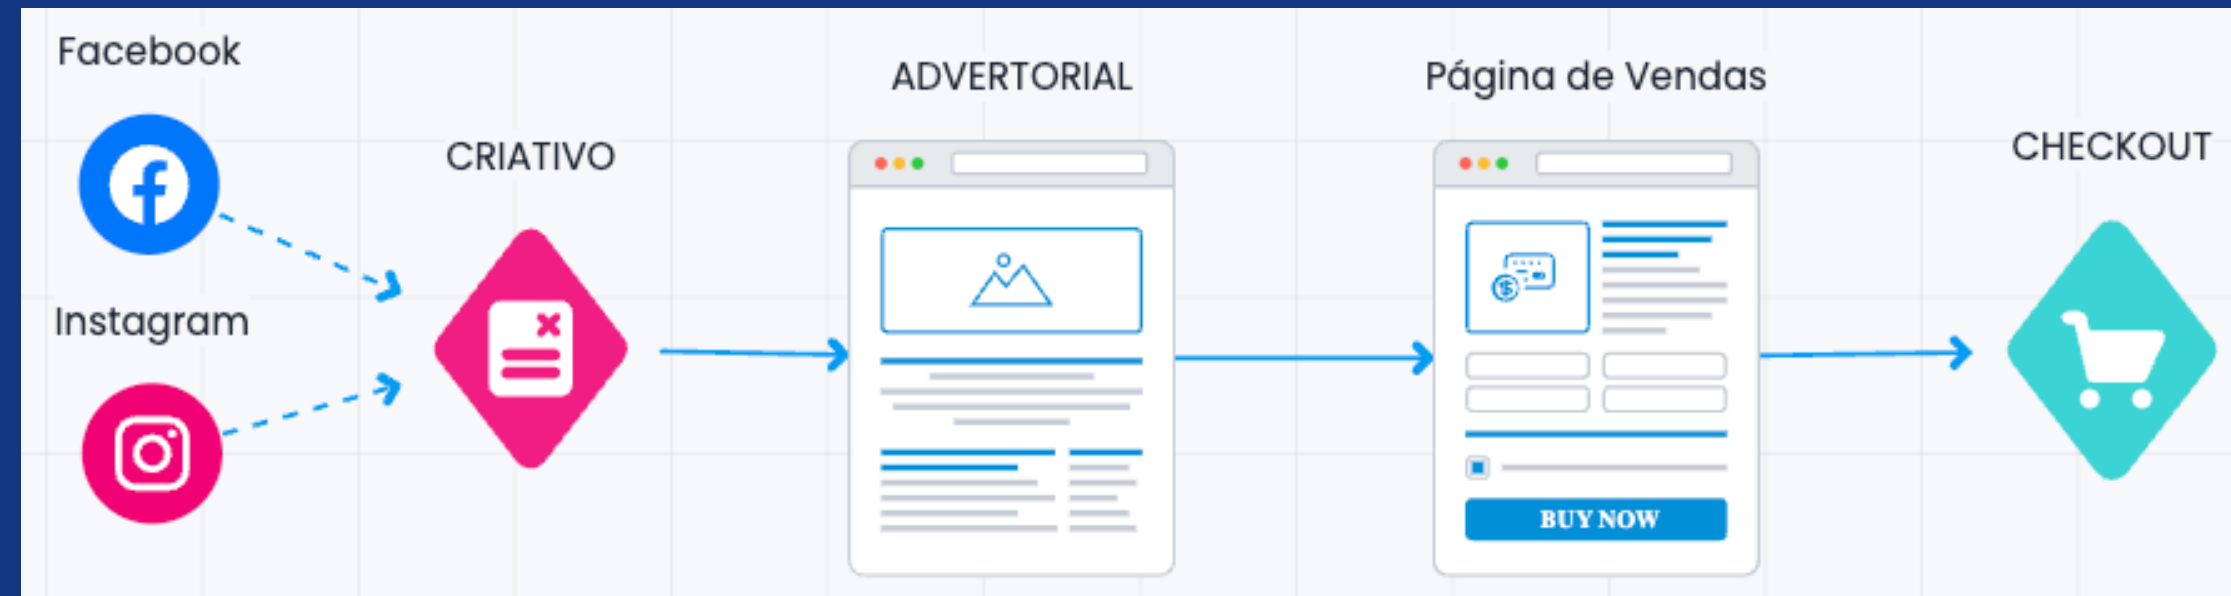 Facebook
Instagram
CRIATIVO
ADVERTORIAL
Página de Vendas
BUY NOW
CHECKOUT